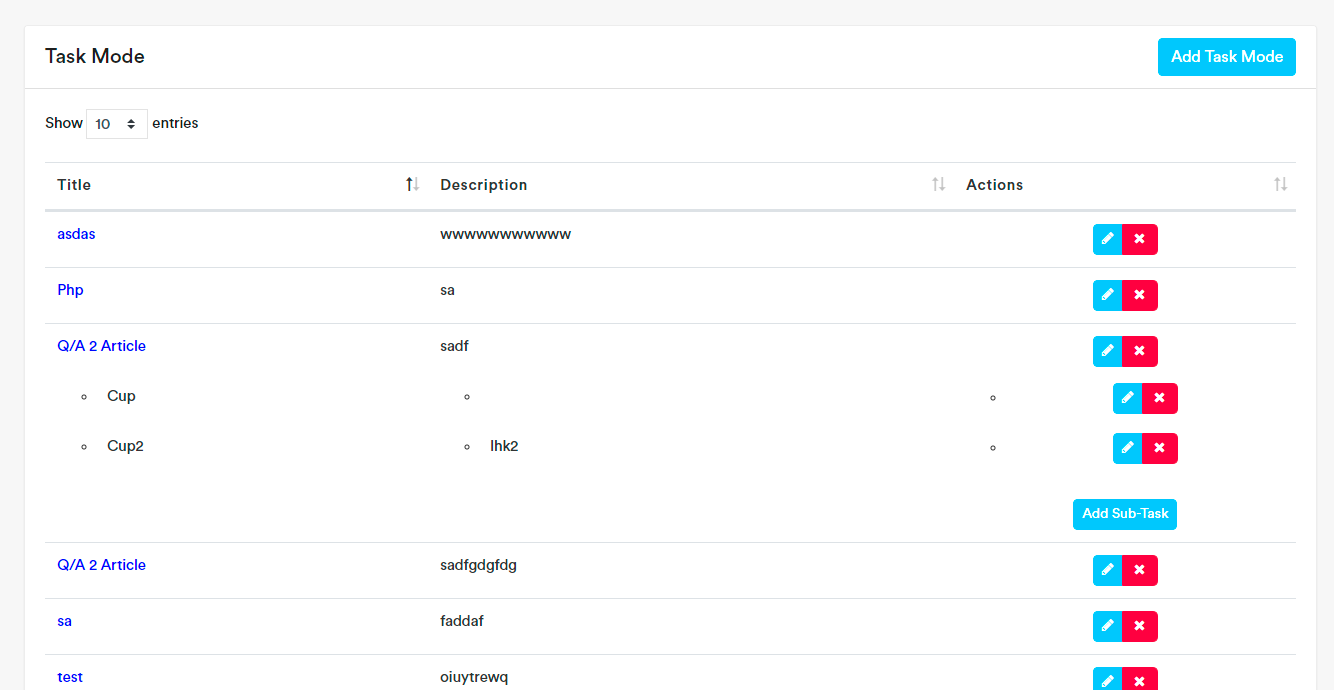 Task Mode
Add Task Mode
Show 10 entries
Title Description Actions
asdas wwwwwwwwwww
Php sa
Q/A 2 Article sadf
Cup
Cup2 lhk2
Add Sub-Task
Q/A 2 Article sadfgdgfdg
sa faddaf
test oiuytrewq